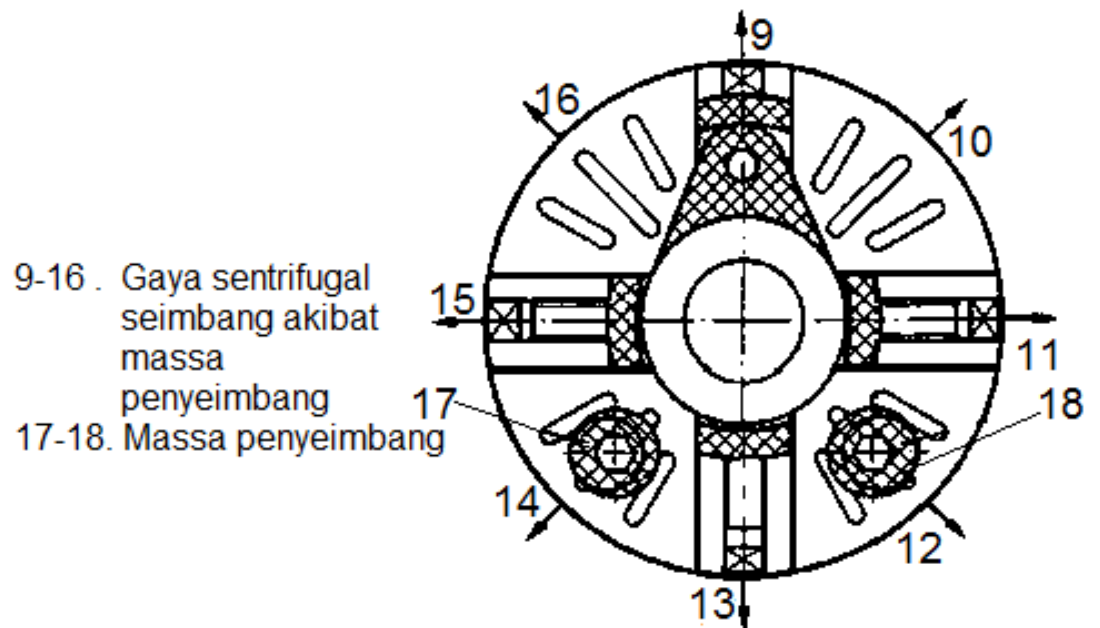 9
16
10
9-16 . Gaya sentrifugal
seimbang akibat
massa
penyeimbang
15
11
17
18
17-18. Massa penyeimbang
14
12
13